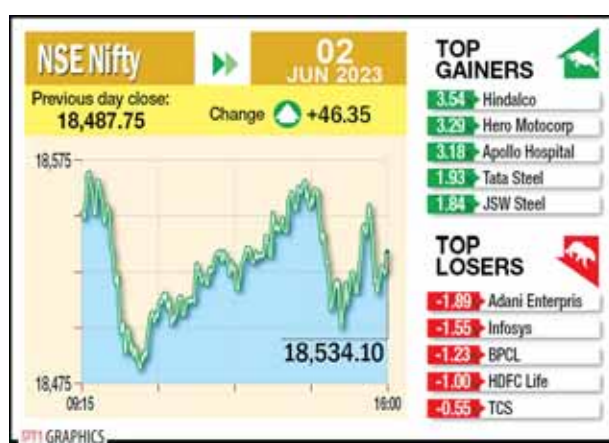 NSE Nifty
02
JUN 2023
Previous day close:
18,487.75
Change +46.35
18,575
18,534.10
18,475
09:15
16:00
TOP
GAINERS
3.54 Hindalco
3.29 Hero Motocorp
3.18 Apollo Hospital
1.93 Tata Steel
1.84 JSW Steel
TOP
LOSERS
-1.89 Adani Enterpris
-1.55 Infosys
-1.23 BPCL
-1.00 HDFC Life
-0.55 TCS
PTI GRAPHICS